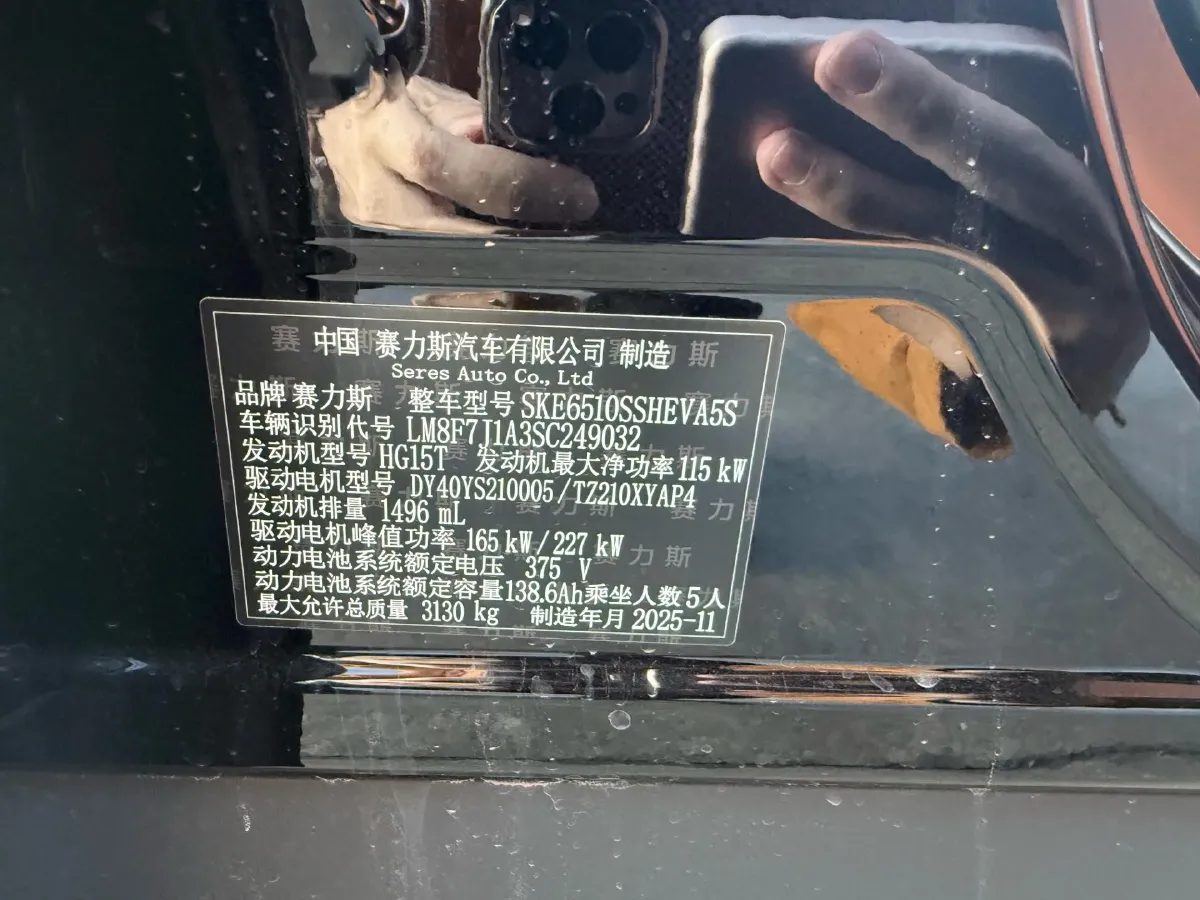 中国 赛力斯汽车有限公司 制造
Seres Auto Co., Ltd
品牌 赛力斯 整车型号 SKE6510SSHEVA5S
车辆识别代号 LM8F7J1A3SC249032
发动机型号 HG15T 发动机最大净功率 115 kW
驱动电机型号 DY40YS210005/TZ210XYAP4
发动机排量 1496 mL
驱动电机峰值功率 165 kW/227 kW
动力电池系统额定电压 375 V
动力电池系统额定容量138.6Ah乘坐人数5人
最大允许总质量 3130 kg 制造年月 2025-11